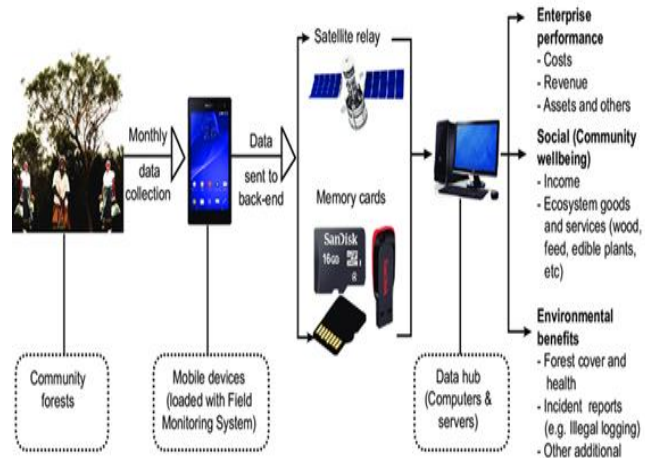 Monthly
data
collection
Data
sent to
back-end
Satellite relay
Memory cards
SanDisk
16GB
SanDisk
Enterprise
performance
- Costs
- Revenue
- Assets and others
Social (Community
wellbeing)
- Income
- Ecosystem goods
and services (wood,
feed, edible plants,
etc)
Environmental
benefits
- Forest cover and
health
- Incident reports
(e.g. Illegal logging)
- Other additional
Community
forests
Mobile devices
(loaded with Field
Monitoring System)
Data hub
(Computers &
servers)